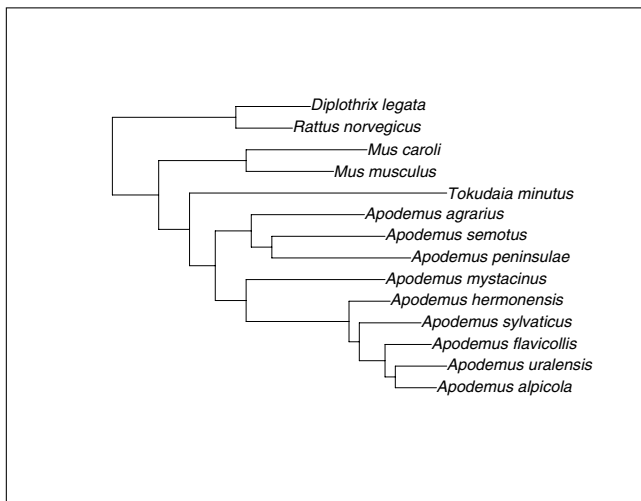 Diplothrix legata
Rattus norvegicus
Mus caroli
Mus musculus
Tokudaia minutus
Apodemus agrarius
Apodemus semotus
Apodemus peninsulae
Apodemus mystacinus
Apodemus hermonensis
Apodemus sylvaticus
Apodemus flavicollis
Apodemus uralensis
Apodemus alpicola